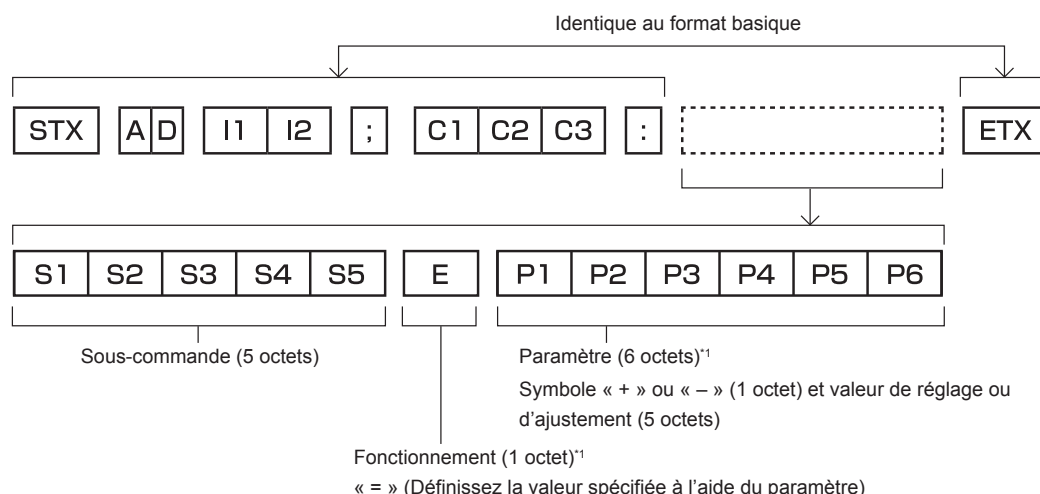 Identique au format basique
STX A D I1 I2 ; C1 C2 C3 : ETX
S1 S2 S3 S4 S5 E P1 P2 P3 P4 P5 P6
Sous-commande (5 octets)
Paramètre (6 octets)*1
Symbole « + » ou « – » (1 octet) et valeur de réglage ou
d'ajustement (5 octets)
Fonctionnement (1 octet)*1
« = » (Définissez la valeur spécifiée à l'aide du paramètre)